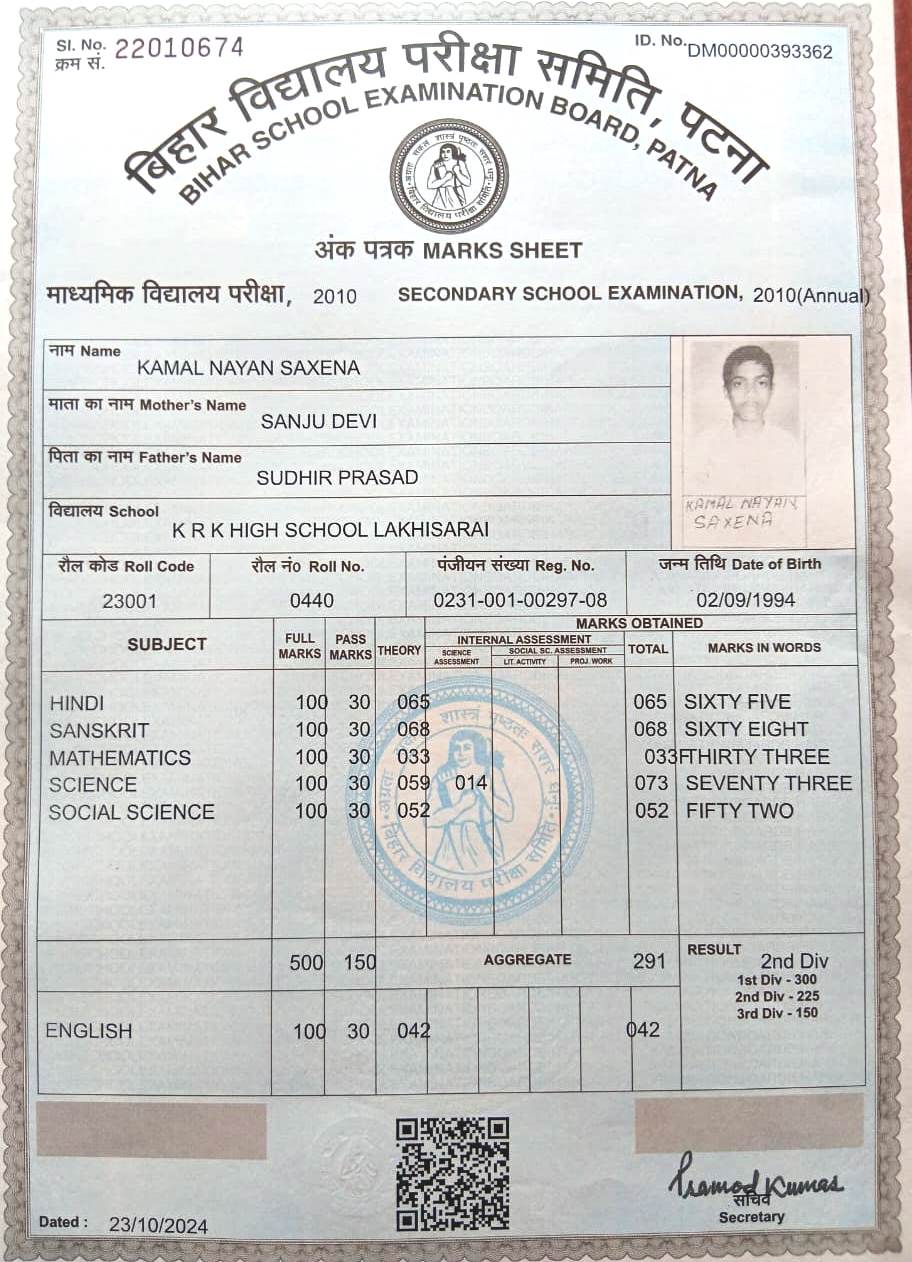 Sl. No. 22010674
क्रम सं.
ID. No. DM00000393362
बिहार विद्यालय परीक्षा समिति, पटना
BIHAR SCHOOL EXAMINATION BOARD, PATNA
अंक पत्रक MARKS SHEET
माध्यमिक विद्यालय परीक्षा, 2010 SECONDARY SCHOOL EXAMINATION, 2010(Annual)
नाम Name
KAMAL NAYAN SAXENA
माता का नाम Mother's Name
SANJU DEVI
पिता का नाम Father's Name
SUDHIR PRASAD
विद्यालय School
K R K HIGH SCHOOL LAKHISARAI
KAMAL NAYAN
SAXENA
रौल कोड Roll Code रौल नं० Roll No. पंजीयन संख्या Reg. No. जन्म तिथि Date of Birth
23001 0440 0231-001-00297-08 02/09/1994
SUBJECT FULL MARKS PASS MARKS THEORY MARKS OBTAINED
INTERNAL ASSESSMENT TOTAL MARKS IN WORDS
SCIENCE ASSESSMENT SOCIAL SC. ASSESSMENT
LIT. ACTIVITY PROJ. WORK
HINDI 100 30 065 065 SIXTY FIVE
SANSKRIT 100 30 068 068 SIXTY EIGHT
MATHEMATICS 100 30 033 033FTHIRTY THREE
SCIENCE 100 30 059 014 073 SEVENTY THREE
SOCIAL SCIENCE 100 30 052 052 FIFTY TWO
बिहार विद्यालय परीक्षा समिति
500 150 AGGREGATE 291 RESULT 2nd Div
1st Div - 300
2nd Div - 225
3rd Div - 150
ENGLISH 100 30 042 042
Pramod Kumar
सचिव
Secretary
Dated : 23/10/2024